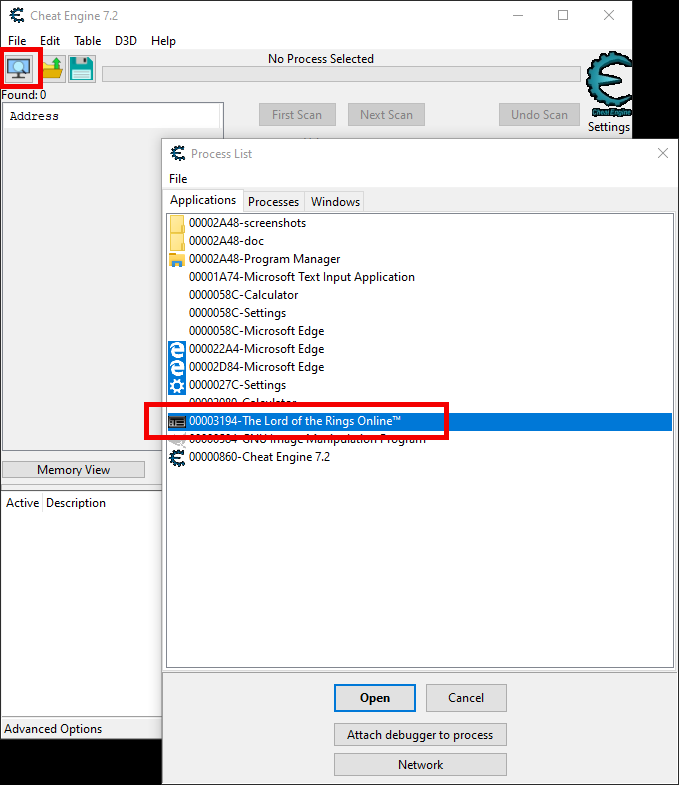 Cheat Engine 7.2
File Edit Table D3D Help
No Process Selected
Found: 0
Address
First Scan Next Scan Undo Scan
Cheat Engine
Settings
Process List
File
Applications Processes Windows
00002A48-screenshots
00002A48-doc
00002A48-Program Manager
00001A74-Microsoft Text Input Application
0000058C-Calculator
0000058C-Settings
0000058C-Microsoft Edge
000022A4-Microsoft Edge
00002D84-Microsoft Edge
0000027C-Settings
Calculator
00003194-The Lord of the Rings Online™
GNU Image Manipulation Program
00000860-Cheat Engine 7.2
Memory View
Active Description
Open Cancel
Attach debugger to process
Network
Advanced Options